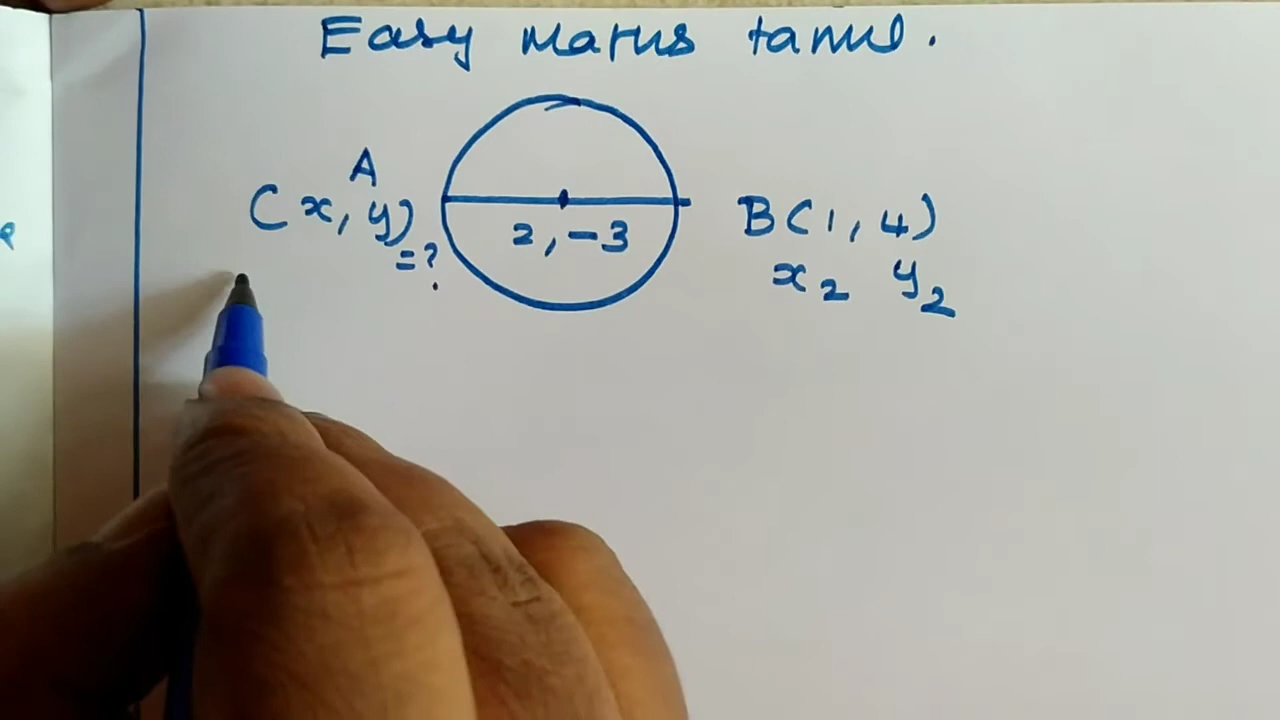 Easy maths tamil.
A
(x, y) = ?
2, -3
B(1, 4)
x₂ y₂